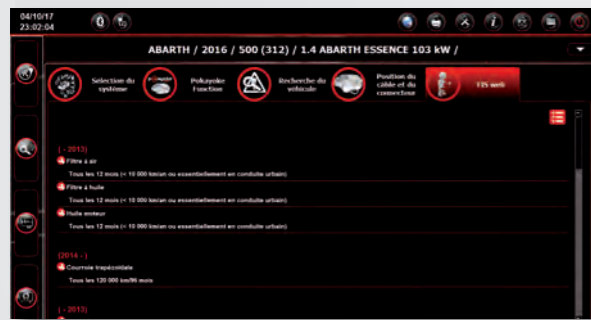 04/10/17
23:02:04
ABARTH / 2016 / 500 (312) / 1.4 ABARTH ESSENCE 103 kW /
Sélection du
système
Pokayoke
Function
Recherche du
véhicule
Position du
câble et du
connecteur
TIS web
( - 2013)
Filtre à air
Tous les 12 mois (< 10 000 km/an ou essentiellement en conduite urbain)
Filtre à huile
Tous les 12 mois (< 10 000 km/an ou essentiellement en conduite urbain)
Huile moteur
Tous les 12 mois (< 10 000 km/an ou essentiellement en conduite urbain)
(2014 - )
Courroie trapézoïdale
Tous les 120 000 km/96 mois
( - 2013)